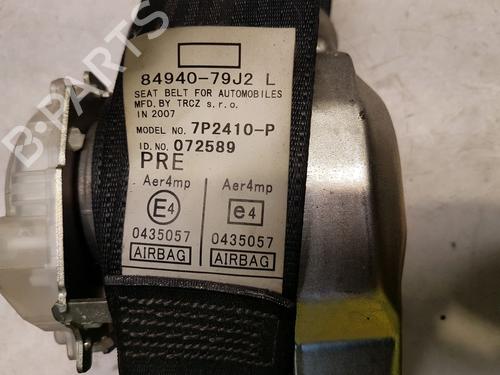 84940-79J2 L
SEAT BELT FOR AUTOMOBILES
MFD. BY TRCZ s.r.o.
IN 2007
MODEL NO. 7P2410-P
I.D. NO. 072589
PRE
Aer4mp Aer4mp
E4 e4
0435057 0435057
AIRBAG AIRBAG
B-PARTS